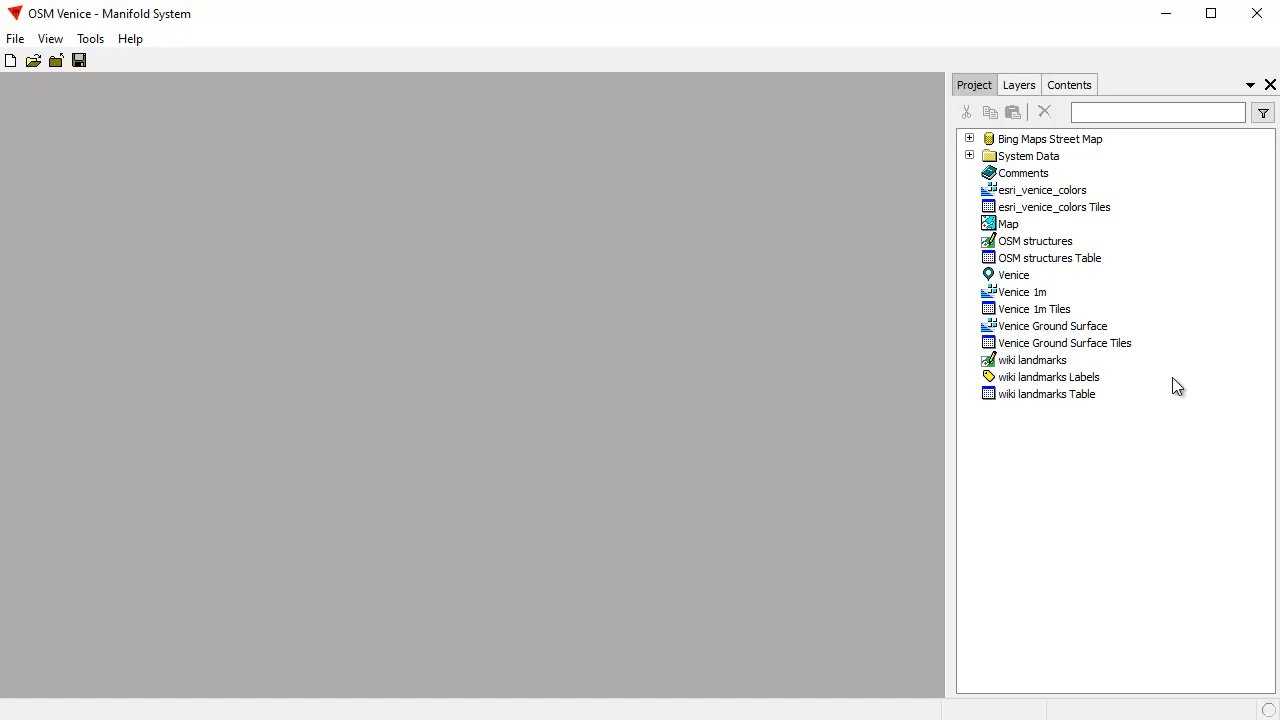 OSM Venice - Manifold System
File View Tools Help
Project Layers Contents
Bing Maps Street Map
System Data
Comments
esri_venice_colors
esri_venice_colors Tiles
Map
OSM structures
OSM structures Table
Venice
Venice 1m
Venice 1m Tiles
Venice Ground Surface
Venice Ground Surface Tiles
wiki landmarks
wiki landmarks Labels
wiki landmarks Table